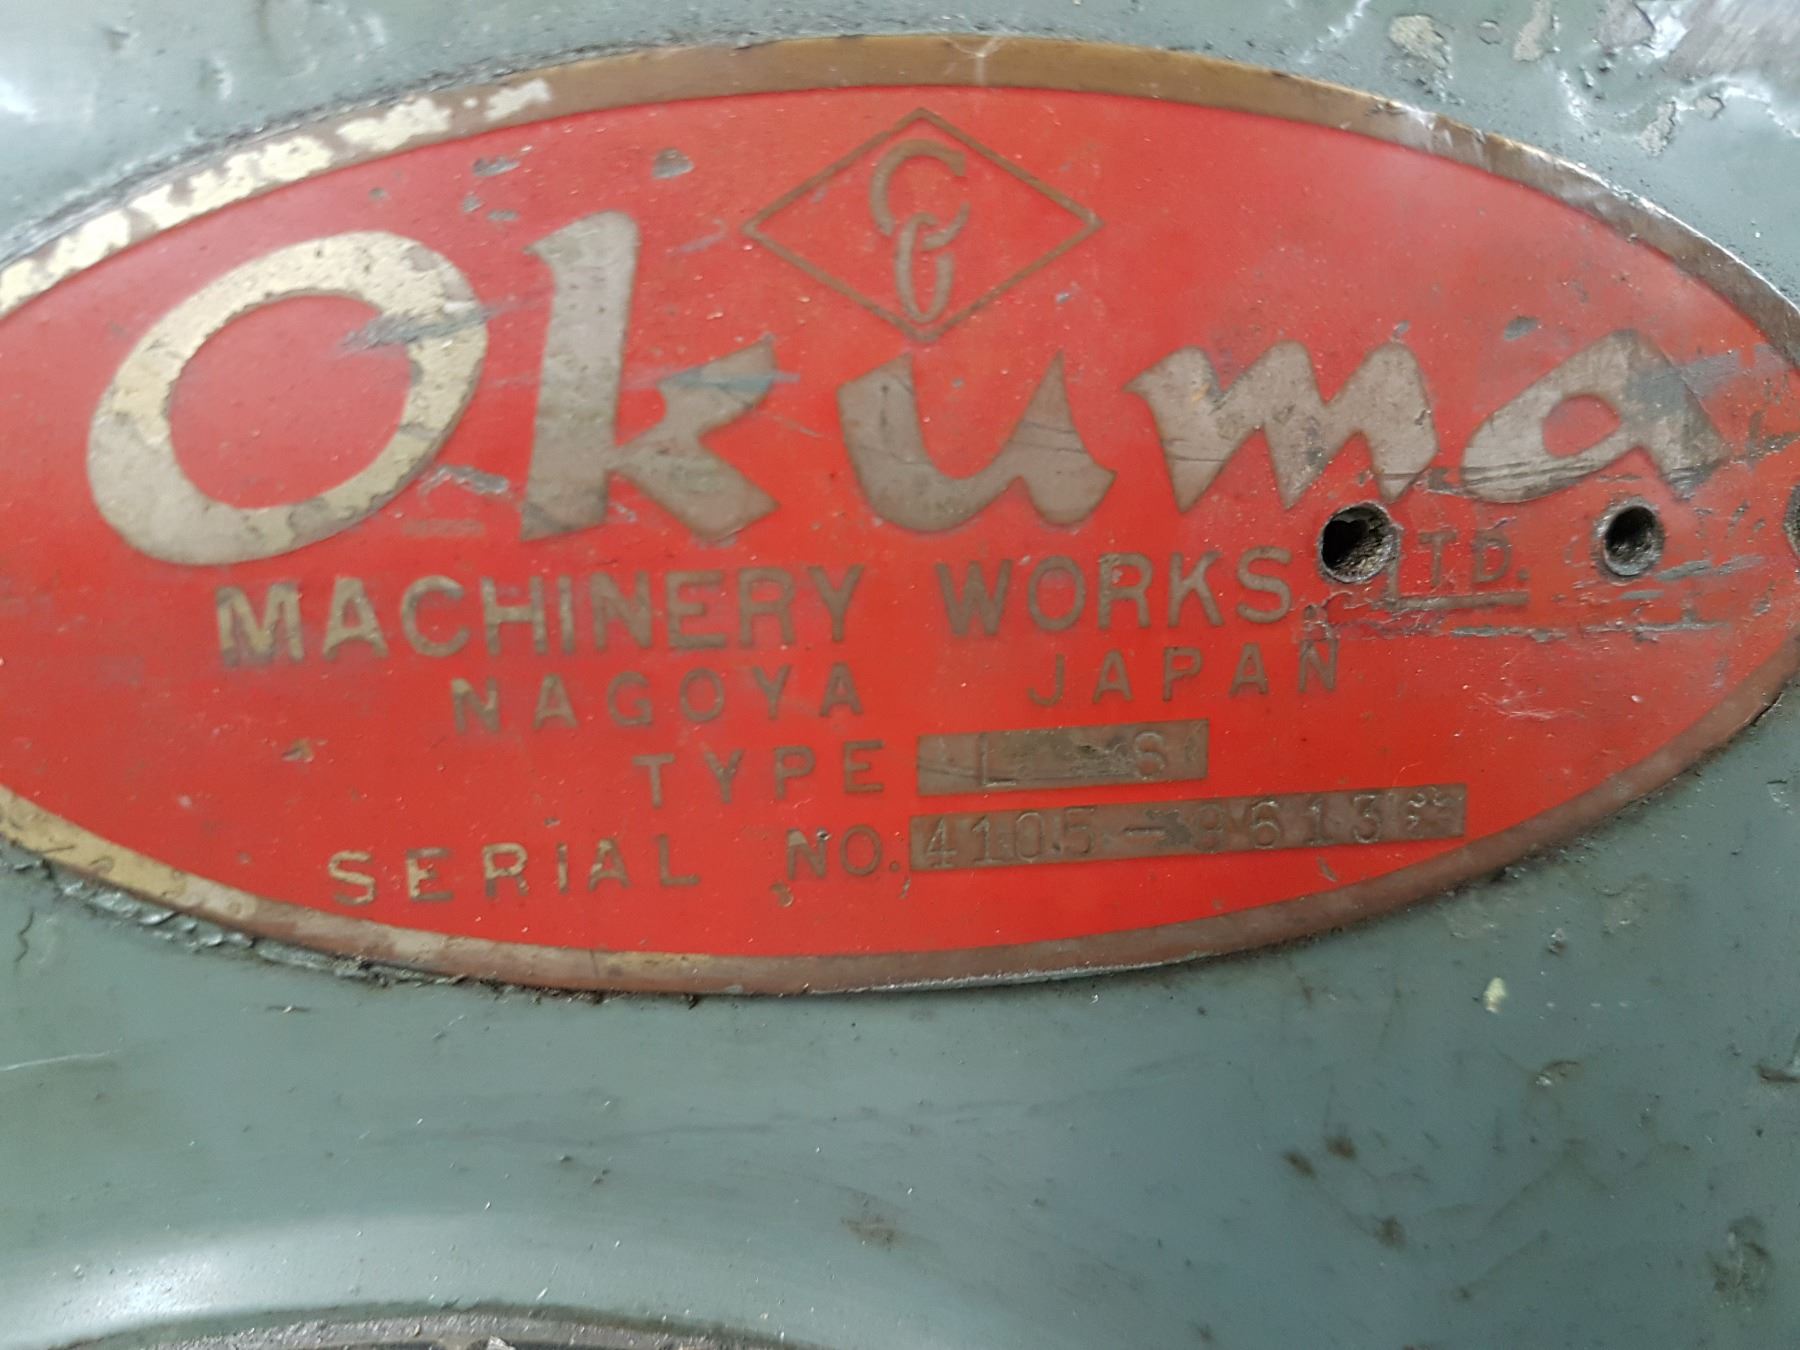 Okuma
MACHINERY WORKS LTD.
NAGOYA JAPAN
TYPE L S
SERIAL NO.